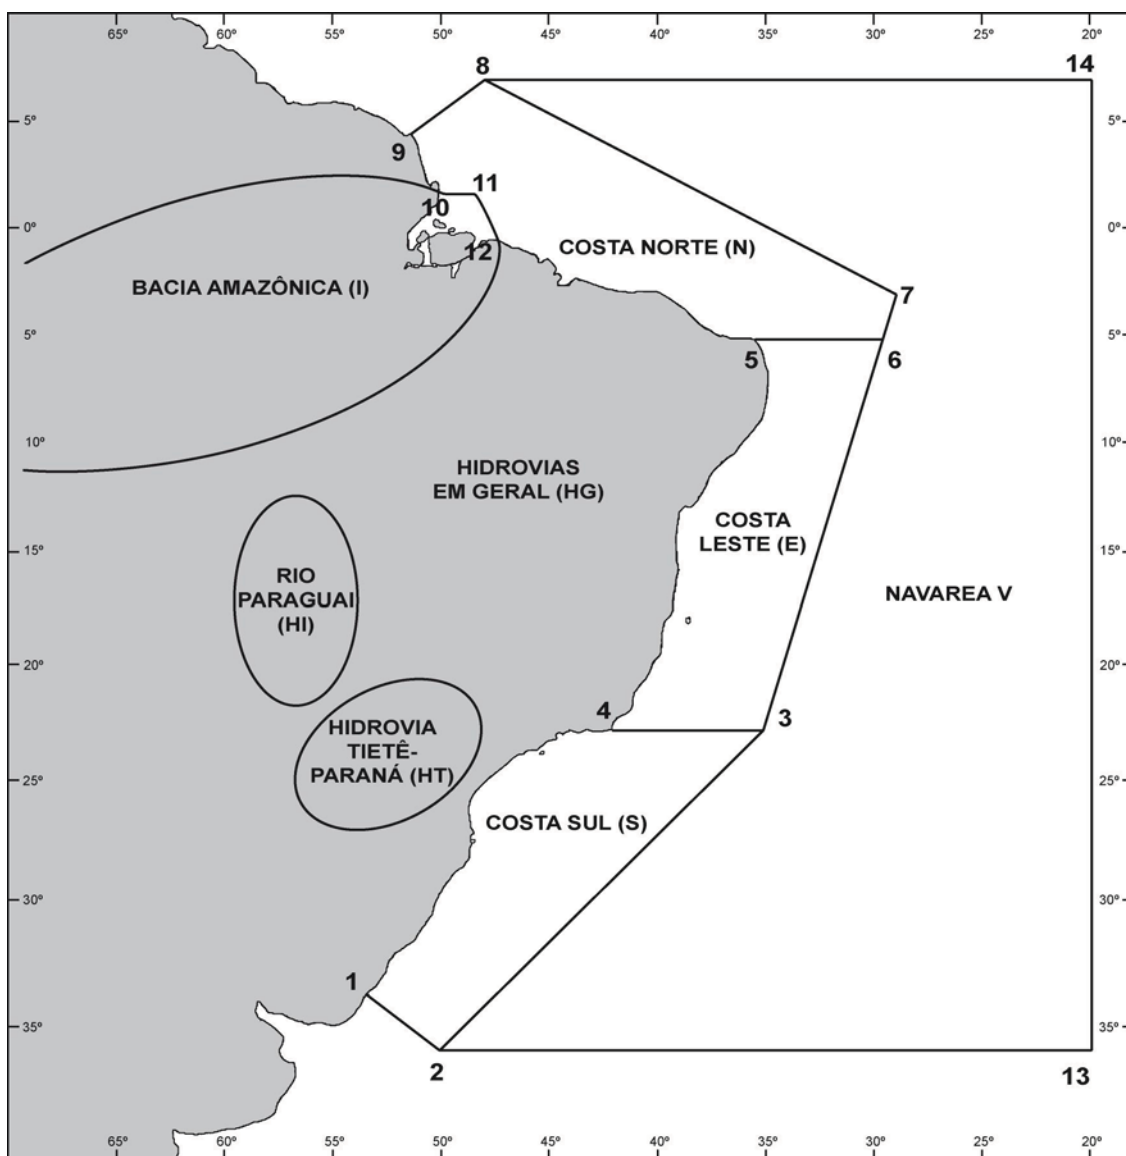 65° 60° 55° 50° 45° 40° 35° 30° 25° 20°
8 14
5° 5°
9
11
10
0° 0°
12 COSTA NORTE (N)
BACIA AMAZÔNICA (I)
7
5° 5 6 5°
10° 10°
HIDROVIAS
EM GERAL (HG)
COSTA
LESTE (E)
15° 15°
RIO
PARAGUAI
(HI)
NAVAREA V
20° 20°
4 3
HIDROVIA
TIETÊ-
PARANÁ (HT)
25° 25°
COSTA SUL (S)
30° 30°
1
35° 35°
2 13
65° 60° 55° 50° 45° 40° 35° 30° 25° 20°